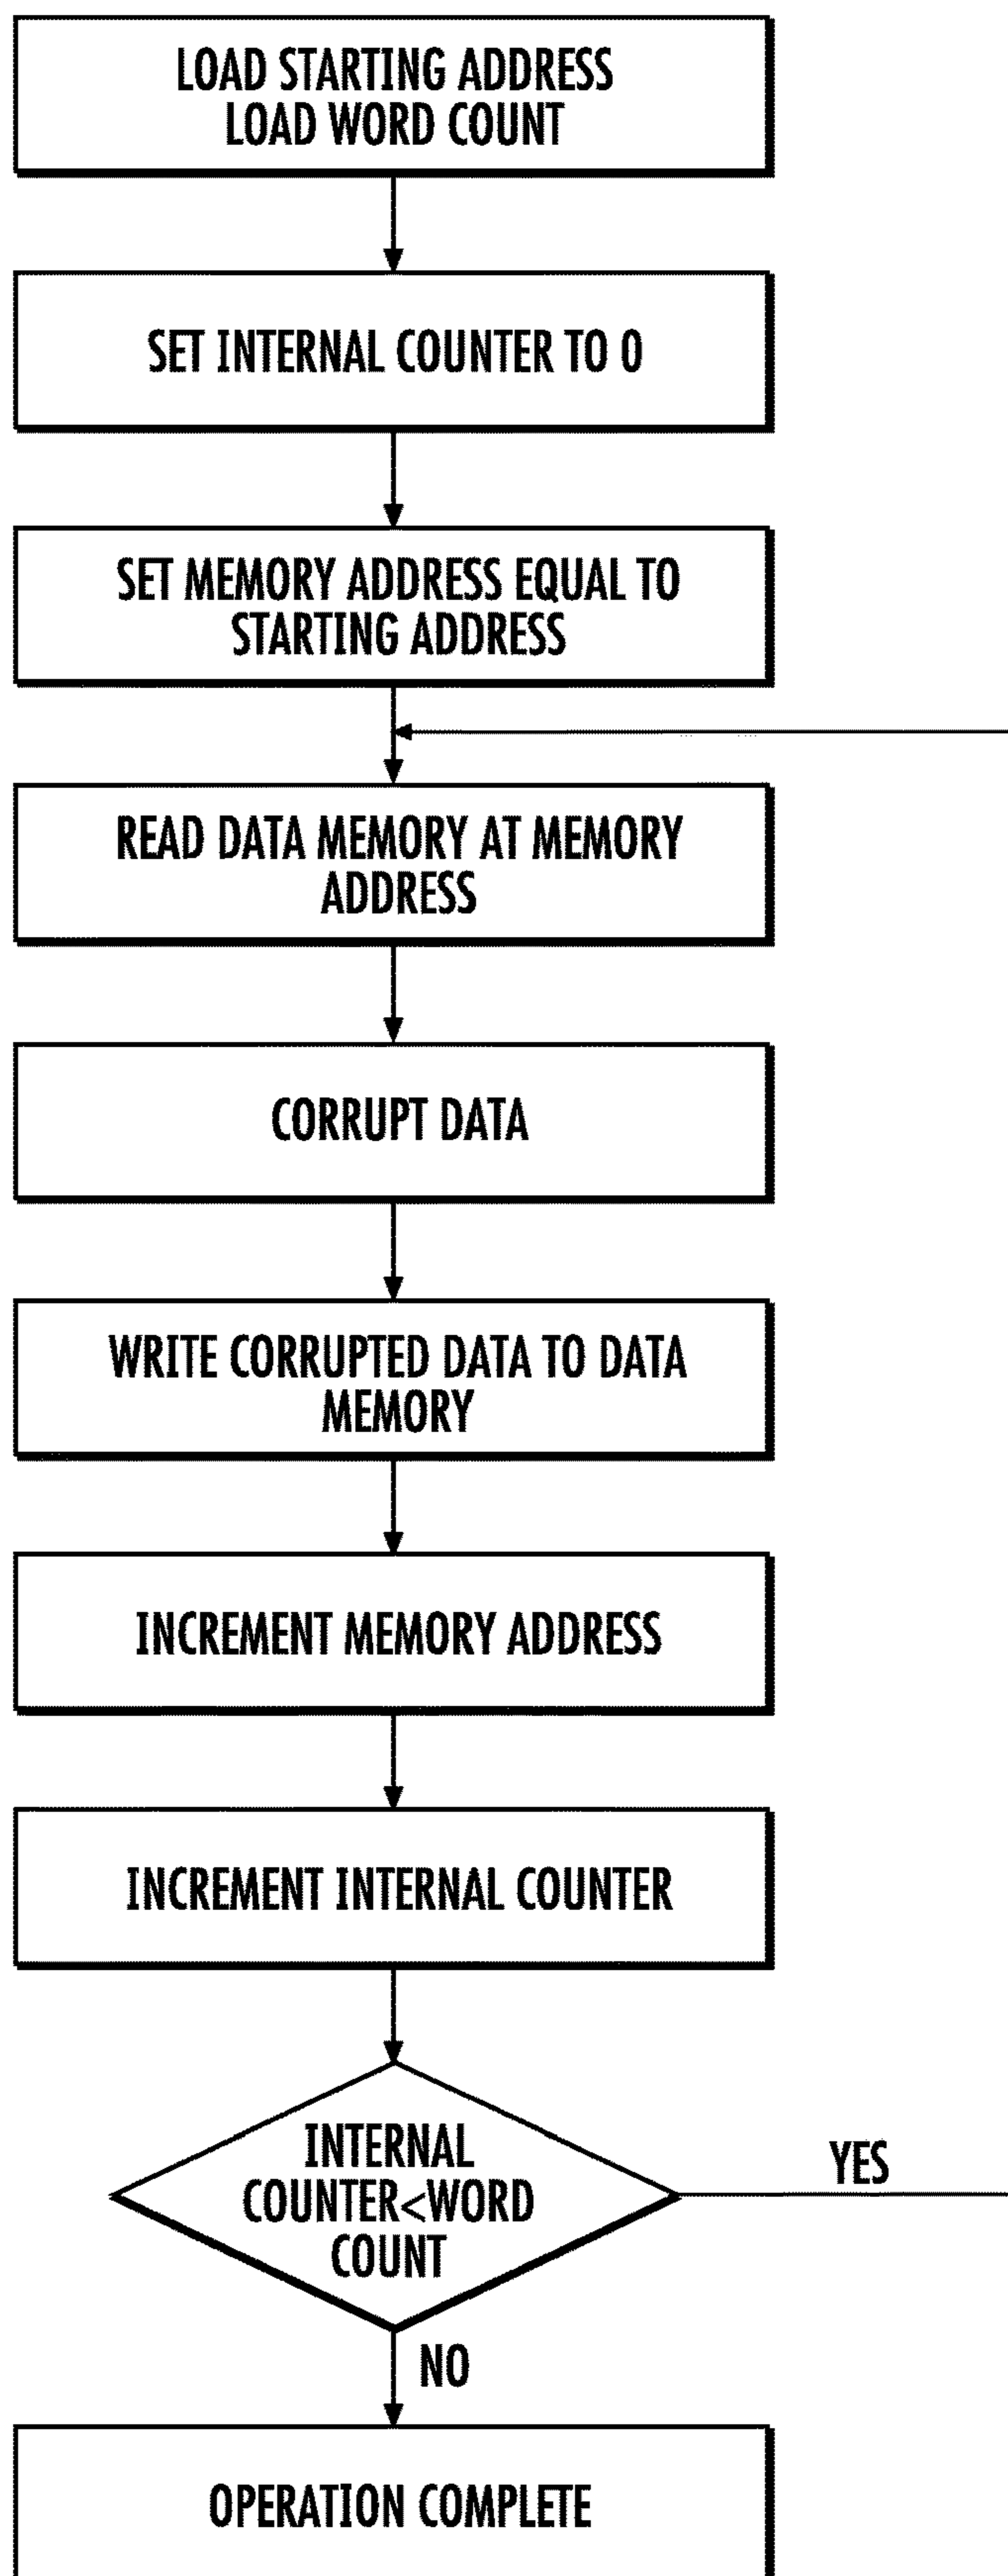 LOAD STARTING ADDRESS
LOAD WORD COUNT
SET INTERNAL COUNTER TO 0
SET MEMORY ADDRESS EQUAL TO
STARTING ADDRESS
READ DATA MEMORY AT MEMORY
ADDRESS
CORRUPT DATA
WRITE CORRUPTED DATA TO DATA
MEMORY
INCREMENT MEMORY ADDRESS
INCREMENT INTERNAL COUNTER
INTERNAL
COUNTER<WORD
COUNT
YES
NO
OPERATION COMPLETE